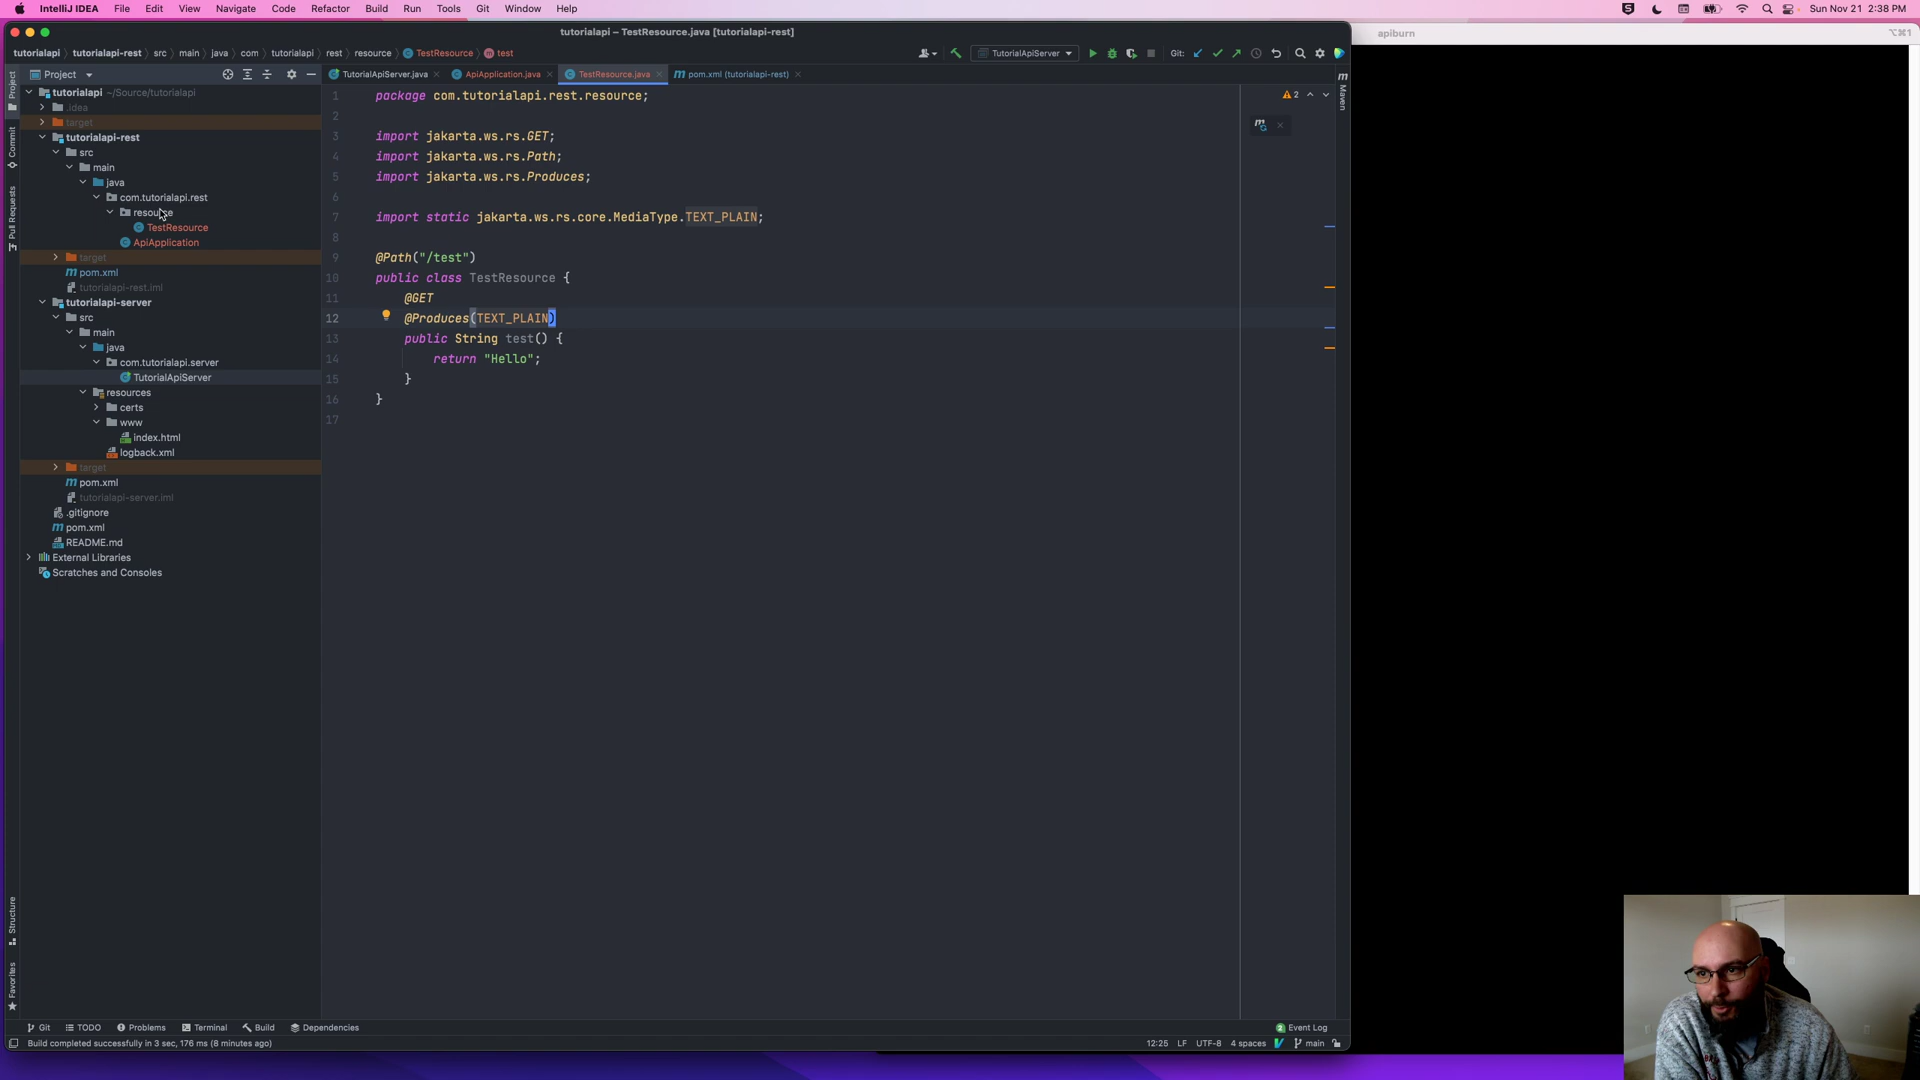 IntelliJ IDEA File Edit View Navigate Code Refactor Build Run Tools Git Window Help Sun Nov 21 2:38 PM
tutorialapi – TestResource.java [tutorialapi-rest]
apiburn ⌥⌘1
tutorialapi tutorialapi-rest src main java com tutorialapi rest resource TestResource test TutorialApiServer Git:
Project TutorialApiServer.java ApiApplication.java TestResource.java pom.xml (tutorialapi-rest)
tutorialapi ~/Source/tutorialapi
.idea
target
tutorialapi-rest
src
main
java
com.tutorialapi.rest
resource
TestResource
ApiApplication
target
pom.xml
tutorialapi-rest.iml
tutorialapi-server
src
main
java
com.tutorialapi.server
TutorialApiServer
resources
certs
www
index.html
logback.xml
target
pom.xml
tutorialapi-server.iml
.gitignore
pom.xml
README.md
External Libraries
Scratches and Consoles
Project
Commit
Pull Requests
Structure
Favorites
1 package com.tutorialapi.rest.resource;
2
3 import jakarta.ws.rs.GET;
4 import jakarta.ws.rs.Path;
5 import jakarta.ws.rs.Produces;
6
7 import static jakarta.ws.rs.core.MediaType.TEXT_PLAIN;
8
9 @Path("/test")
10 public class TestResource {
11 @GET
12 @Produces(TEXT_PLAIN)
13 public String test() {
14 return "Hello";
15 }
16 }
17
2
Maven
Git TODO Problems Terminal Build Dependencies 2 Event Log
Build completed successfully in 3 sec, 176 ms (8 minutes ago) 12:25 LF UTF-8 4 spaces main